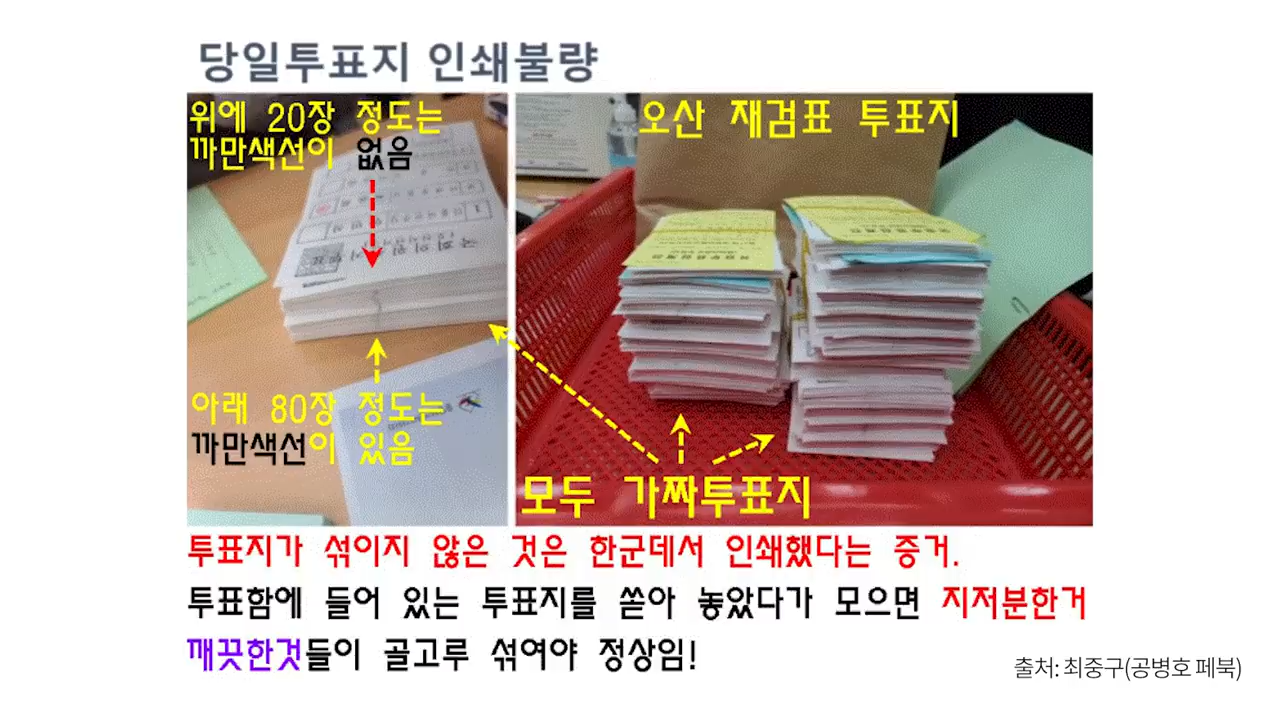 당일투표지 인쇄불량
위에 20장 정도는
까만색선이 없음
오산 재검표 투표지
아래 80장 정도는
까만색선이 있음
모두 가짜투표지
투표지가 섞이지 않은 것은 한군데서 인쇄했다는 증거.
투표함에 들어 있는 투표지를 쏟아 놓았다가 모으면 지저분한거
깨끗한것들이 골고루 섞여야 정상임!
출처: 최중구(공병호 페북)